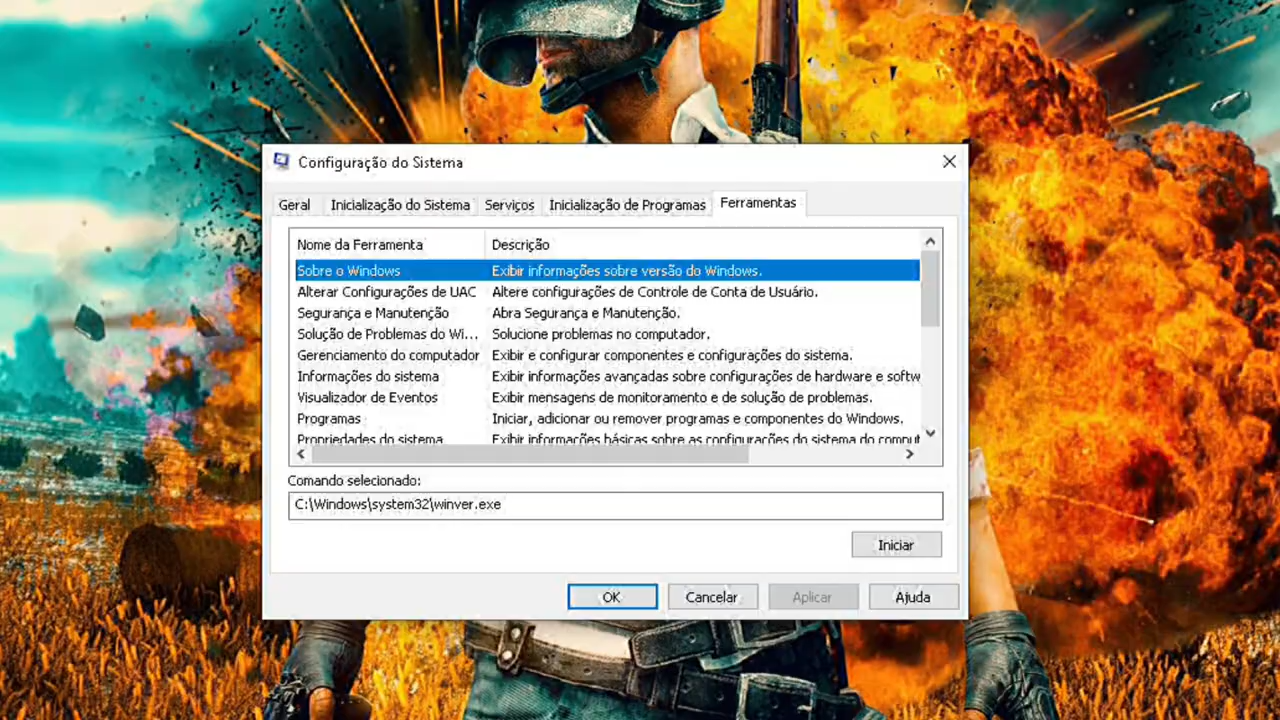 Configuração do Sistema
Geral Inicialização do Sistema Serviços Inicialização de Programas Ferramentas
Nome da Ferramenta Descrição
Sobre o Windows Exibir informações sobre versão do Windows.
Alterar Configurações de UAC Altere configurações de Controle de Conta de Usuário.
Segurança e Manutenção Abra Segurança e Manutenção.
Solução de Problemas do Wi... Solucione problemas no computador.
Gerenciamento do computador Exibir e configurar componentes e configurações do sistema.
Informações do sistema Exibir informações avançadas sobre configurações de hardware e softw
Visualizador de Eventos Exibir mensagens de monitoramento e de solução de problemas.
Programas Iniciar, adicionar ou remover programas e componentes do Windows.
Propriedades do sistema Exibir informações básicas sobre as configurações do sistema do comput
Comando selecionado:
C:\Windows\system32\winver.exe
Iniciar
OK Cancelar Aplicar Ajuda